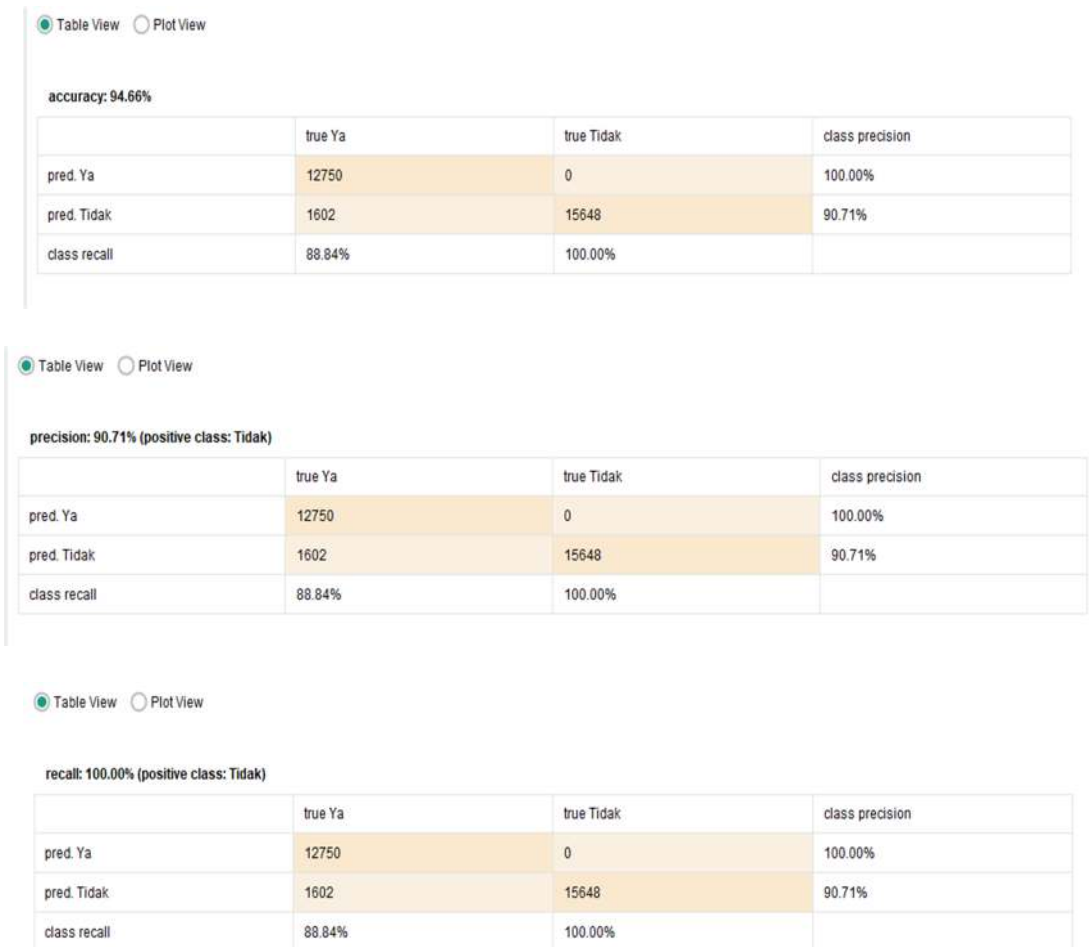 Table View Plot View
accuracy: 94.66%
true Ya true Tidak class precision
pred. Ya 12750 0 100.00%
pred. Tidak 1602 15648 90.71%
class recall 88.84% 100.00%
Table View Plot View
precision: 90.71% (positive class: Tidak)
true Ya true Tidak class precision
pred. Ya 12750 0 100.00%
pred. Tidak 1602 15648 90.71%
class recall 88.84% 100.00%
Table View Plot View
recall: 100.00% (positive class: Tidak)
true Ya true Tidak class precision
pred. Ya 12750 0 100.00%
pred. Tidak 1602 15648 90.71%
class recall 88.84% 100.00%